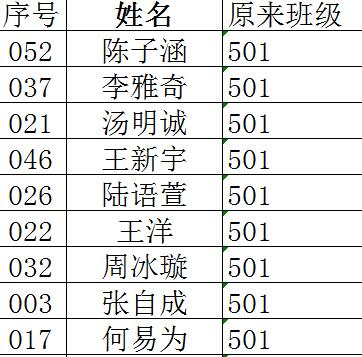 序号 姓名 原来班级
052 陈子涵 501
037 李雅奇 501
021 汤明诚 501
046 王新宇 501
026 陆语萱 501
022 王洋 501
032 周冰璇 501
003 张自成 501
017 何易为 501